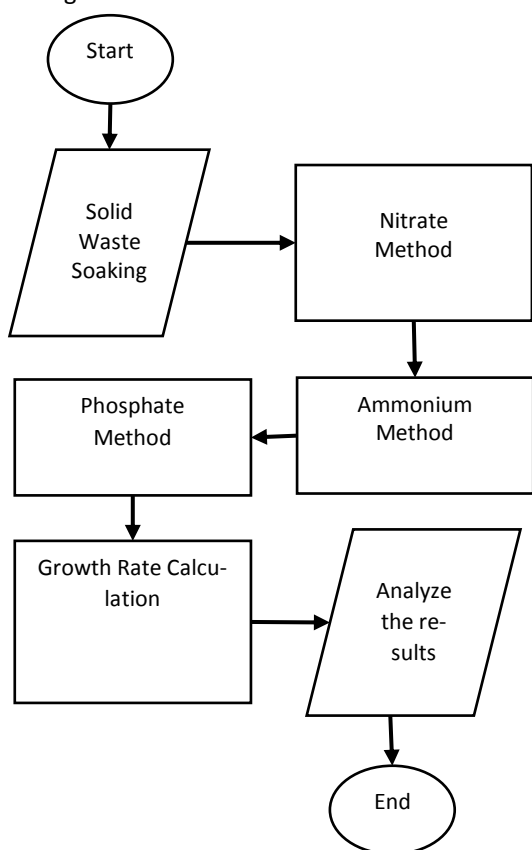 Start
Solid
Waste
Soaking
Nitrate
Method
Ammonium
Method
Phosphate
Method
Growth Rate Calcu-
lation
Analyze
the re-
sults
End